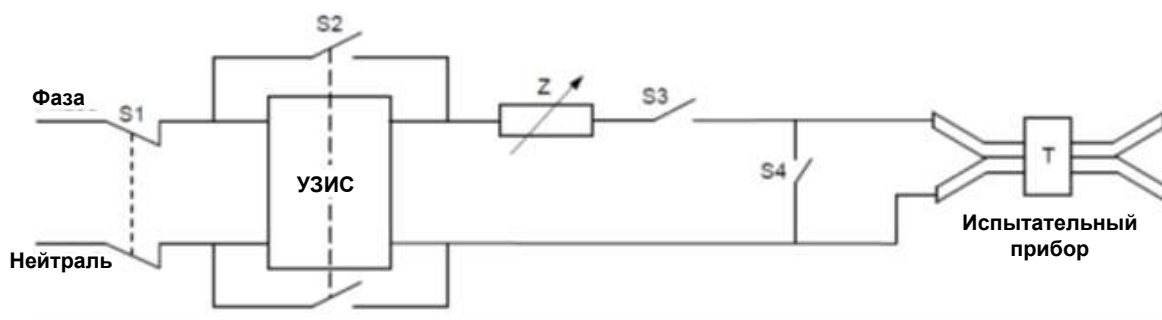 S2
Фаза
S1
Z
S3
УЗИС
S4
T
Нейтраль
Испытательный
прибор